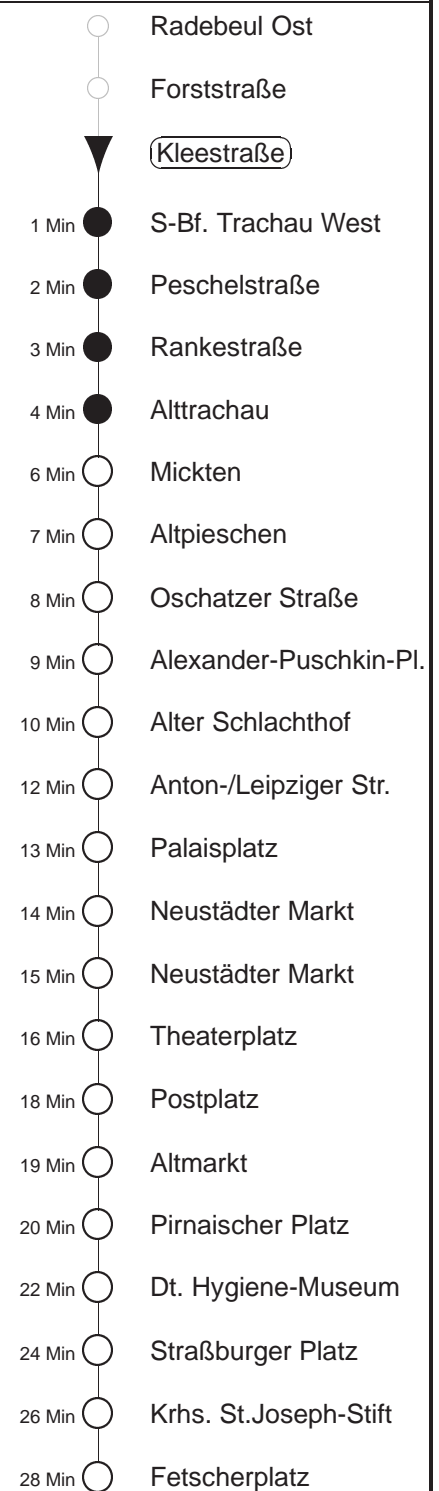 Radebeul Ost
Forststraße
Kleestraße
1 Min S-Bf. Trachau West
2 Min Peschelstraße
3 Min Rankestraße
4 Min Alttrachau
6 Min Mickten
7 Min Altpieschen
8 Min Oschatzer Straße
9 Min Alexander-Puschkin-Pl.
10 Min Alter Schlachthof
12 Min Anton-/Leipziger Str.
13 Min Palaisplatz
14 Min Neustädter Markt
15 Min Neustädter Markt
16 Min Theaterplatz
18 Min Postplatz
19 Min Altmarkt
20 Min Pirnaischer Platz
22 Min Dt. Hygiene-Museum
24 Min Straßburger Platz
26 Min Krhs. St.Joseph-Stift
28 Min Fetscherplatz